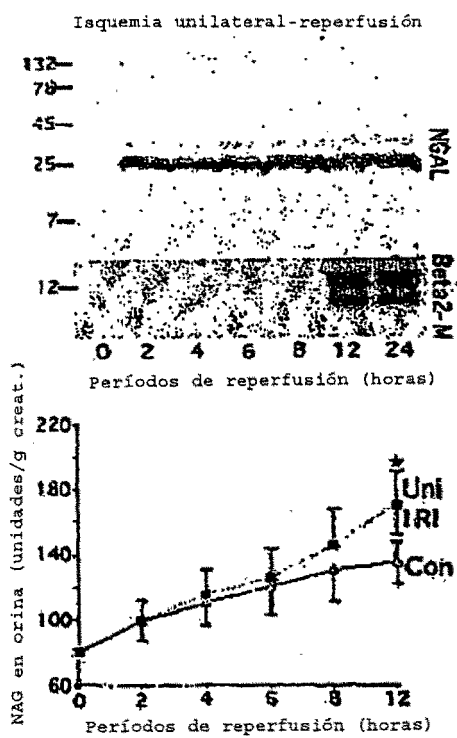 Isquemia unilateral-reperfusión
132
78
45
25
7
12
NGAL
Beta2-M
0 2 4 6 8 12 24
Períodos de reperfusión (horas)
NAG en orina (unidades/g creat.)
220
180
140
100
60
*
Uni
IRI
Con
0 2 4 6 8 12
Períodos de reperfusión (horas)